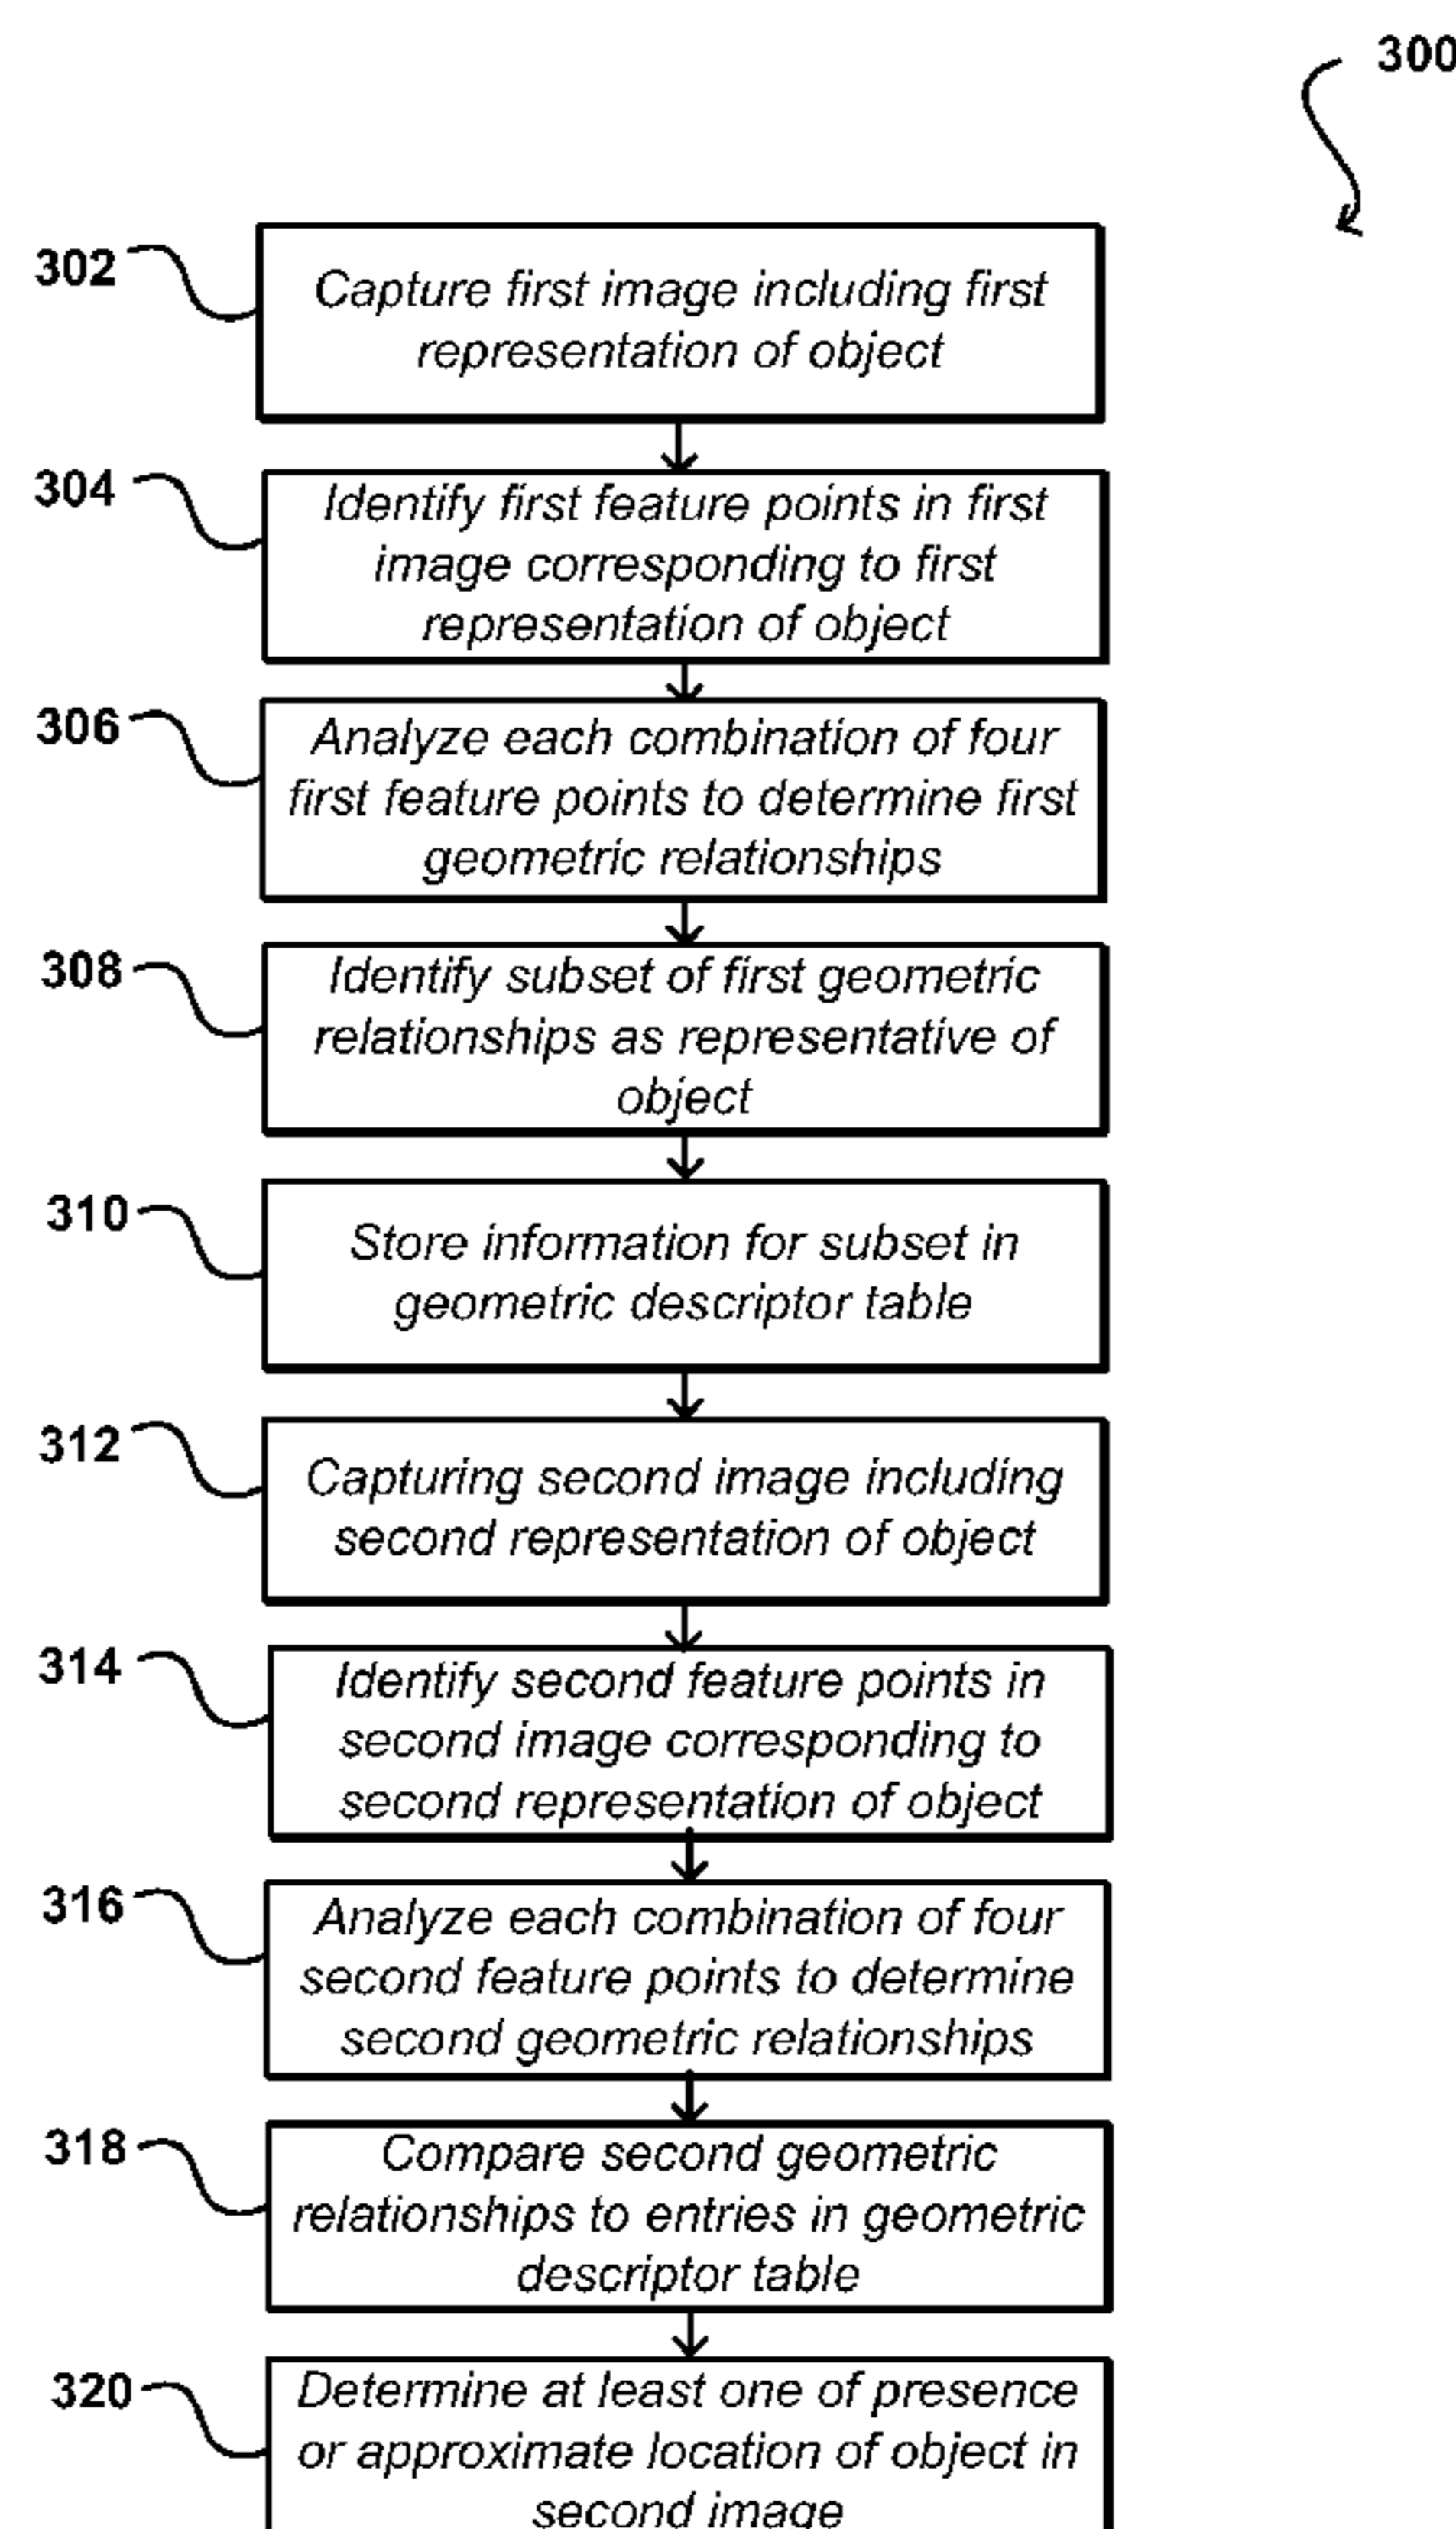 300
302
Capture first image including first
representation of object
304
Identify first feature points in first
image corresponding to first
representation of object
306
Analyze each combination of four
first feature points to determine first
geometric relationships
308
Identify subset of first geometric
relationships as representative of
object
310
Store information for subset in
geometric descriptor table
312
Capturing second image including
second representation of object
314
Identify second feature points in
second image corresponding to
second representation of object
316
Analyze each combination of four
second feature points to determine
second geometric relationships
318
Compare second geometric
relationships to entries in geometric
descriptor table
320
Determine at least one of presence
or approximate location of object in
second image